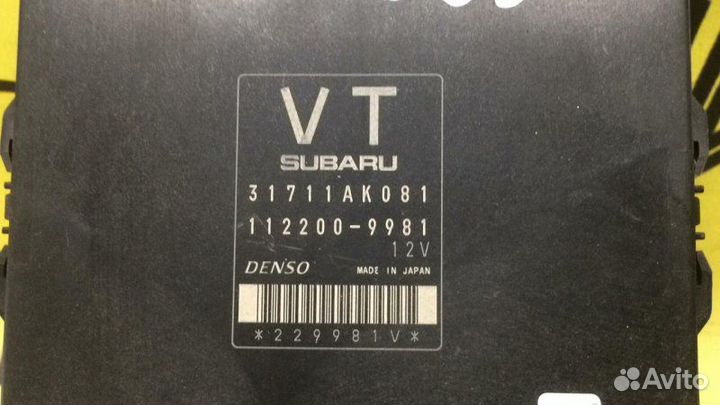 VT
SUBARU
31711AK081
112200-9981
12V
DENSO MADE IN JAPAN
*229981V*
Avito